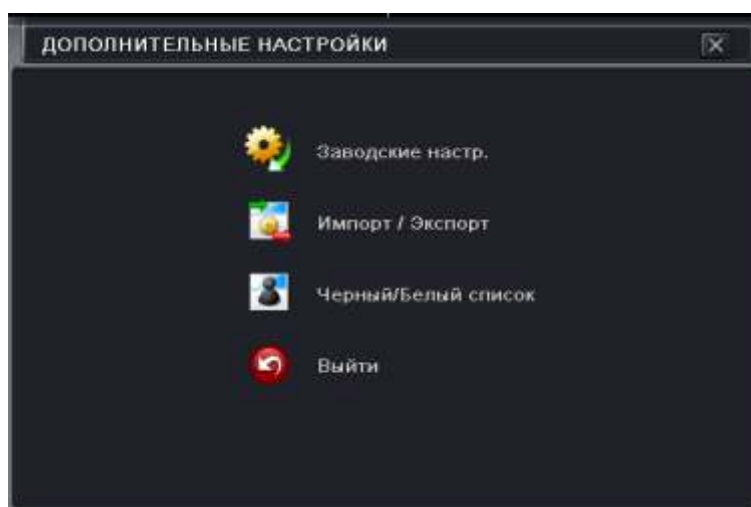 ДОПОЛНИТЕЛЬНЫЕ НАСТРОЙКИ
Заводские настр.
Импорт / Экспорт
Черный/Белый список
Выйти